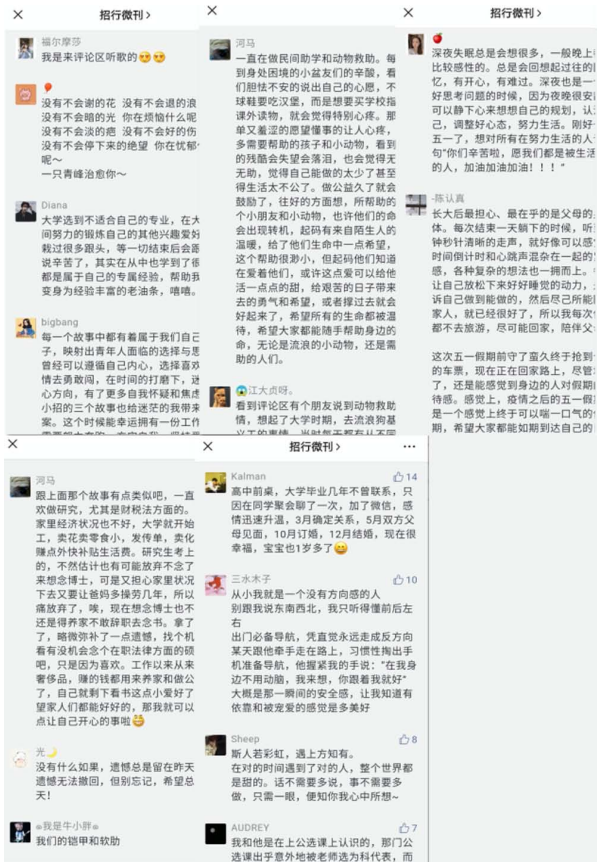 招行微刊›
福尔摩莎
我是来评论区听歌的😍😍
🎈
没有不会谢的花 没有不会退的浪
没有不会暗的光 你在烦恼什么呢
没有不会淡的疤 没有不会好的伤
没有不会停下来的绝望 你在忧郁
呢～
一只青峰治愈你～
Diana
大学选到不适合自己的专业，在大
间努力的锻炼自己的其他兴趣爱好
栽过很多跟头，等一切结束后会跟
说辛苦了，其实在从中也学到了很
都是属于自己的专属经验，帮助我
变身为经验丰富的老油条，嘻嘻。
bigbang
每一个故事中都有着属于我们自己
子，映射出青年人面临的选择与思
曾经可以遵循自己内心，选择喜欢
情去勇敢闯，在时间的打磨下，迷
心方向，有了更多自我怀疑和焦虑
小招的三个故事也给迷茫的我带来
案。这个时候能幸运拥有一份工作
招行微刊›
河马
一直在做民间助学和动物救助。每
到身处困境的小盆友们的辛酸，看
们胆怯不安的说出自己的心愿，不
球鞋要吃汉堡，而是想要买学校指
课外读物，就会觉得特别心疼。那
单又羞涩的愿望懂事的让人心疼，
多需要帮助的孩子和小动物，看到
的残酷会失望会落泪，也会觉得无
无助，觉得自己能做的太少了甚至
得生活太不公了。做公益久了就会
鼓励了，往好的方面想，所帮助的
个小朋友和小动物，也许他们的命
会出现转机，起码有来自陌生人的
温暖，给了他们生命中一点希望，
这个帮助很渺小，但起码他们知道
在爱着他们，或许这点爱可以给他
活一点点的甜，给艰苦的日子带来
去的勇气和希望，或者撑过去就会
好起来了，希望所有的生命都被温
待，希望大家都能随手帮助身边的
命，无论是流浪的小动物，还是需
助的人们。
😱江大贞呀。
看到评论区有个朋友说到动物救助
情，想起了大学时期，去流浪狗基
义工的事情，当时每天都有从不同
招行微刊›
🍎
深夜失眠总是会想很多，一般晚上
比较感性的。总是会回想起过往的
忆，有开心，有难过。深夜也是一
好思考问题的时候，因为夜晚很安
可以静下心来想想自己的规划，认
己，调整好心态，努力生活。刚好
五一了，想对所有在努力生活的人
句“你们辛苦啦，愿我们都是被生活
的人，加油加油加油！！！”
-陈认真
长大后最担心、最在乎的是父母的
体。每次结束一天躺下的时候，听
钟秒针清晰的走声，就好像可以感
时间倒计时和心跳声混杂在一起的
感，各种复杂的想法也一拥而上。
让自己放松下来好好睡觉的动力，
诉自己做到能做的，然后尽己所能
家人，就已经很好了，所以我每次
都不去旅游，尽可能回家，陪伴父
这次五一假期前守了蛮久终于抢到
的车票，现在正在回家路上，尽管
了，还是能感觉到身边的人对假期
待感。感觉上，疫情之后的五一假
是一个感觉上终于可以喘一口气的
期，希望大家都能如期到达自己的
河马
跟上面那个故事有点类似吧，一直
欢做研究，尤其是财税法方面的。
家里经济状况也不好，大学就开始
工，卖花卖零食小，发传单，卖化
赚点外快补贴生活费。研究生考上
的，不然估计也有可能放弃不念了
来想念博士，可是又担心家里状况
下去又要让爸妈多操劳几年，所以
痛放弃了，唉，现在想念博士也不
还是得养家不敢辞职去念书。拿了
了，略微弥补了一点遗憾，找个机
看有没机会念个在职法律方面的硕
吧，只是因为喜欢。工作以来从来
奢侈品，赚的钱都用来养家和做公
了，自己就剩下看书这点小爱好了
望家人们都能好好的，那我就可以
点让自己开心的事啦😄
光🌙
没有什么如果，遗憾总是留在昨天
遗憾无法撤回，但别忘记，希望总
天！
我是牛小胖
我们的铠甲和软肋
招行微刊›
Kalman
14
高中前桌，大学毕业几年不曾联系，只
因在同学聚会聊了一次，加了微信，感
情迅速升温，3月确定关系，5月双方父
母见面，10月订婚，12月结婚，现在很
幸福，宝宝也1岁多了😄
三水木子
10
从小我就是一个没有方向感的人
别跟我说东南西北，我只听得懂前后左
右
出门必备导航，凭直觉永远走成反方向
某天跟他牵手走在路上，习惯性掏出手
机准备导航，他握紧我的手说：“在我身
边不用动脑，我来想，你跟着我就好”
大概是那一瞬间的安全感，让我知道有
依靠和被宠爱的感觉是多美好
Sheep
8
斯人若彩虹，遇上方知有。
在对的时间遇到了对的人，整个世界都
是甜的。话不需要多说，事不需要多
做，只需一眼，便知你我心中所想~
AUDREY
7
我和他是在上公选课上认识的，那门公
选课出乎意外地被老师选为科代表，而